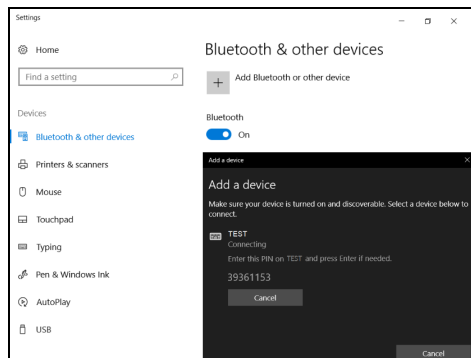 Settings
Home
Find a setting
Devices
Bluetooth & other devices
Printers & scanners
Mouse
Touchpad
Typing
Pen & Windows Ink
AutoPlay
USB
Bluetooth & other devices
Add Bluetooth or other device
Bluetooth
On
Add a device
Add a device
Make sure your device is turned on and discoverable. Select a device below to
connect.
TEST
Connecting
Enter this PIN on TEST and press Enter if needed.
39361153
Cancel
Cancel